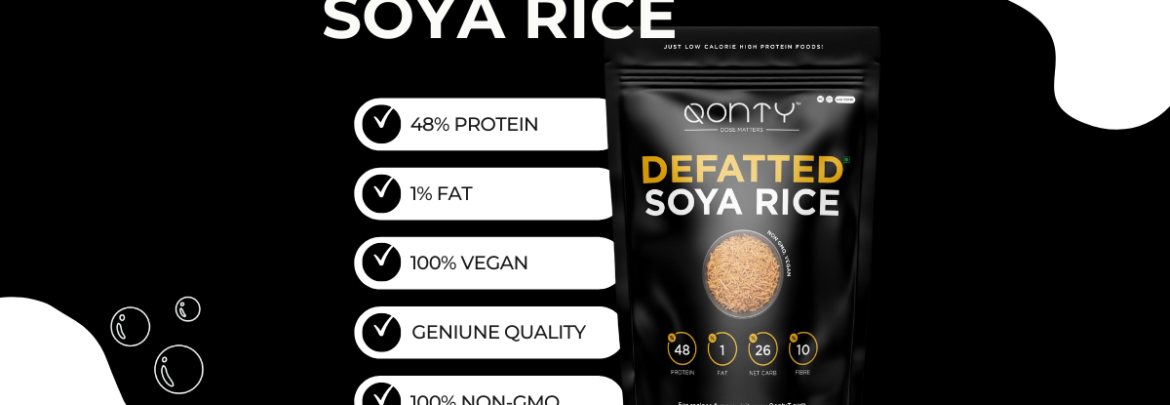 SOYA RICE
48% PROTEIN
1% FAT
100% VEGAN
GENIUNE QUALITY
100% NON-GMO
JUST LOW CALORIE HIGH PROTEIN FOODS!
QONTY
DOSE MATTERS
DEFATTED
SOYA RICE
NON GMO, VEGAN
48 1 26 10
PROTEIN FAT NET CARB FIBRE